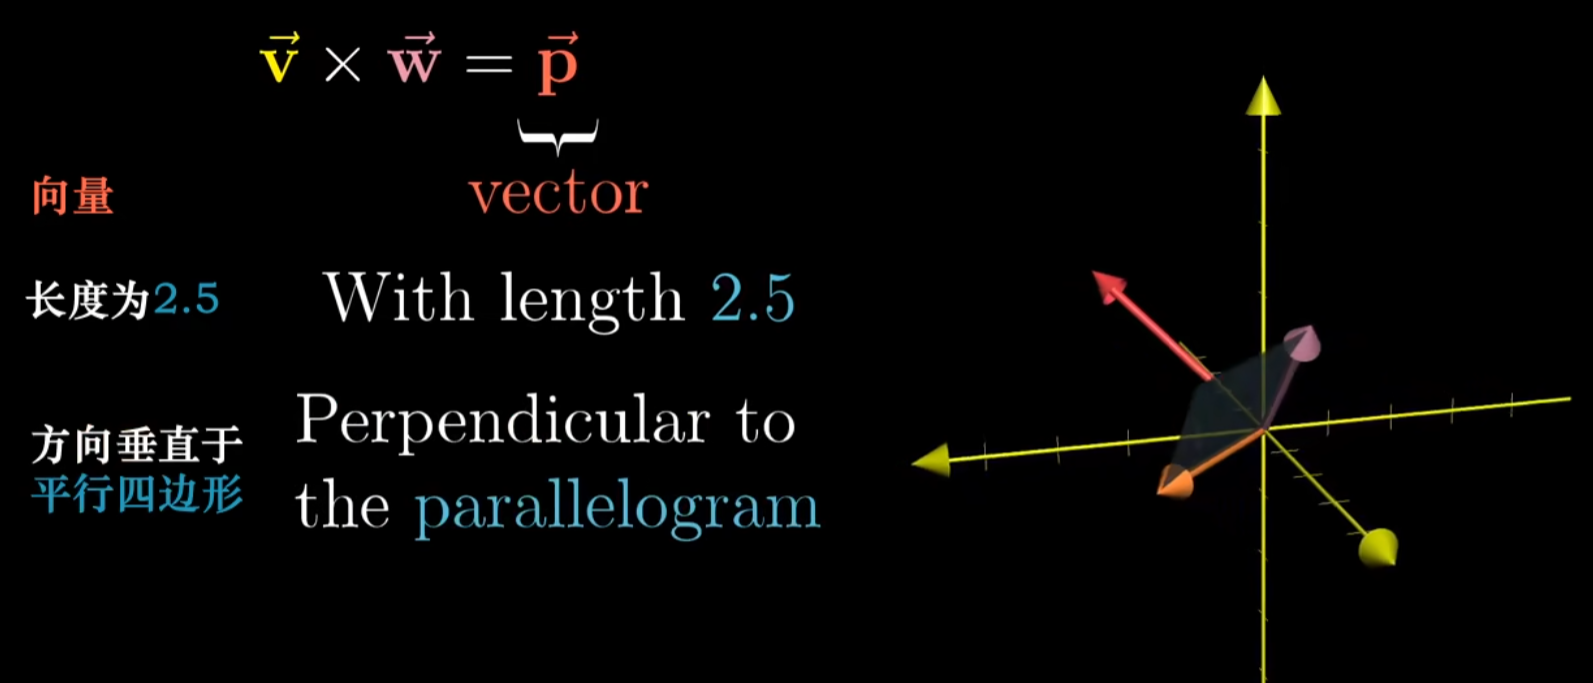 v⃗ × w⃗ = p⃗
向量
vector
长度为2.5
With length 2.5
方向垂直于
平行四边形
Perpendicular to
the parallelogram